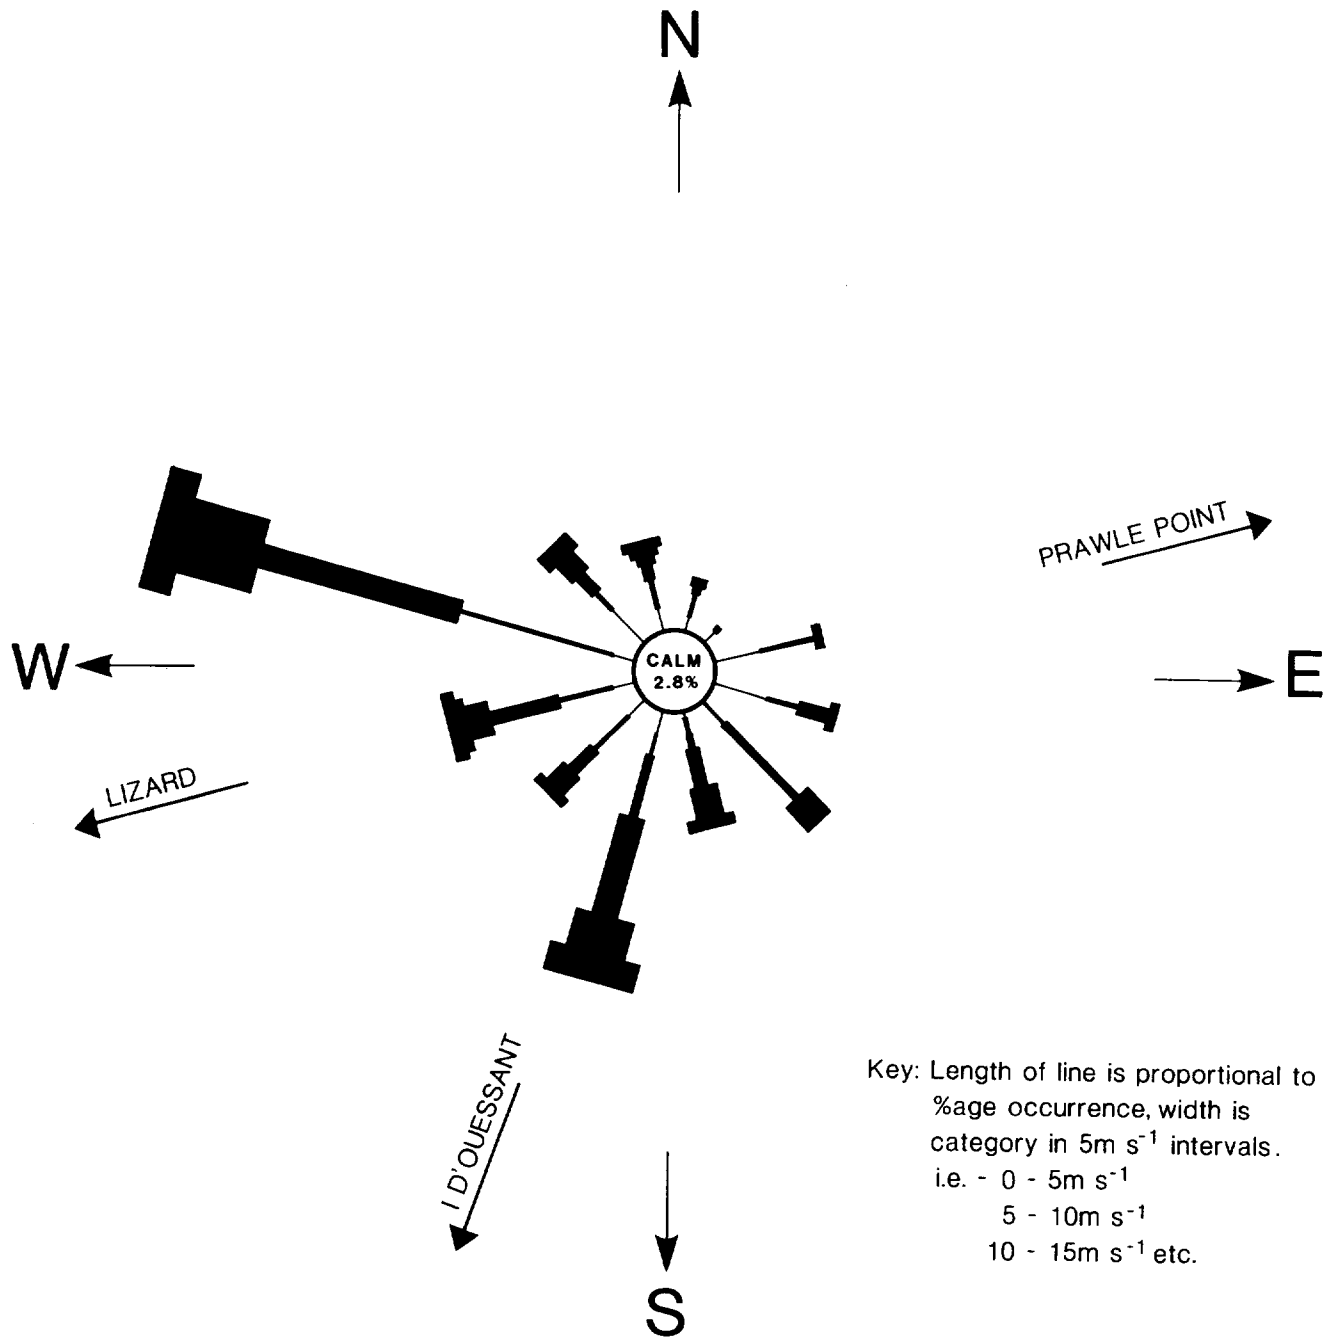 N
PRAWLE POINT
CALM
2.8%
W
E
LIZARD
I D'OUESSANT
Key: Length of line is proportional to
%age occurrence, width is
category in 5m s⁻¹ intervals.
i.e. - 0 - 5m s⁻¹
5 - 10m s⁻¹
10 - 15m s⁻¹ etc.
S